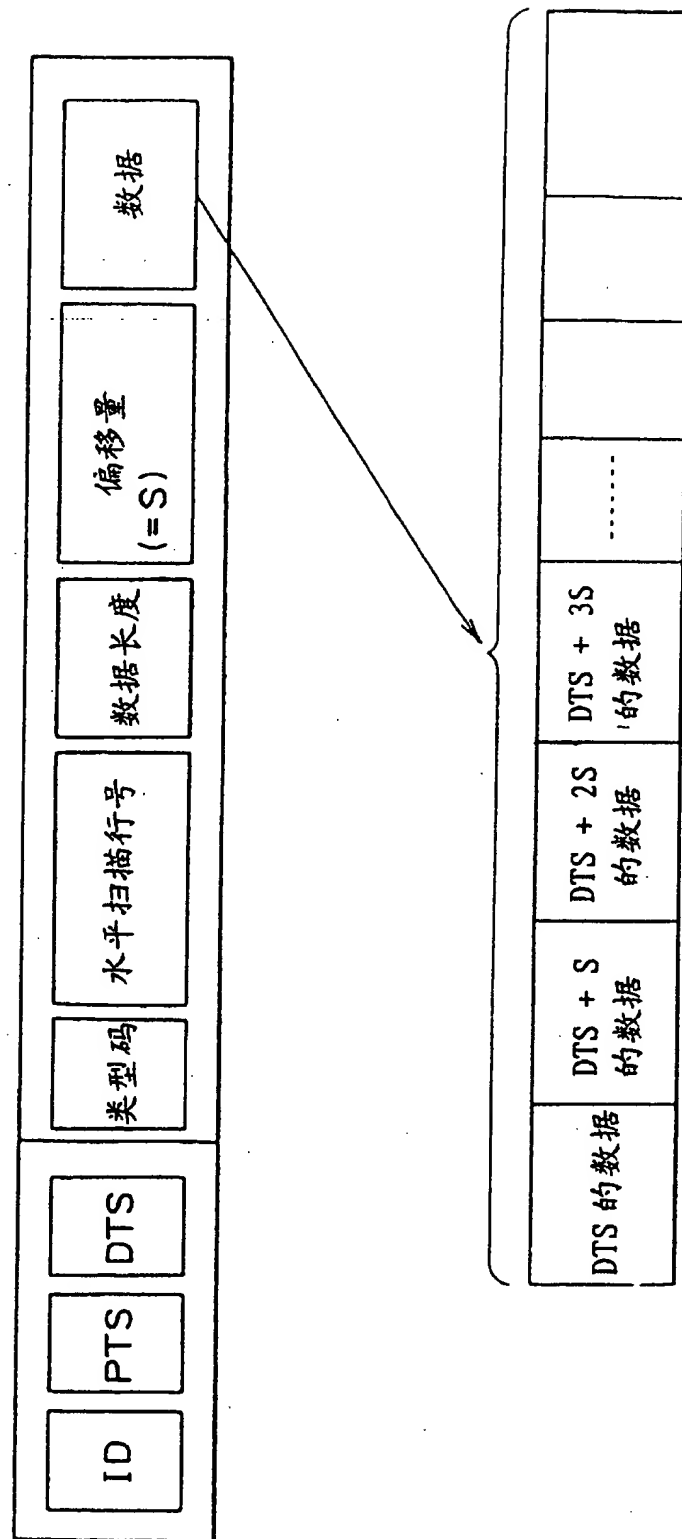 ID
PTS
DTS
类型码
水平扫描行号
数据长度
偏移量
(=S)
数据
DTS 的数据
DTS + S
的数据
DTS + 2S
的数据
DTS + 3S
的数据
........